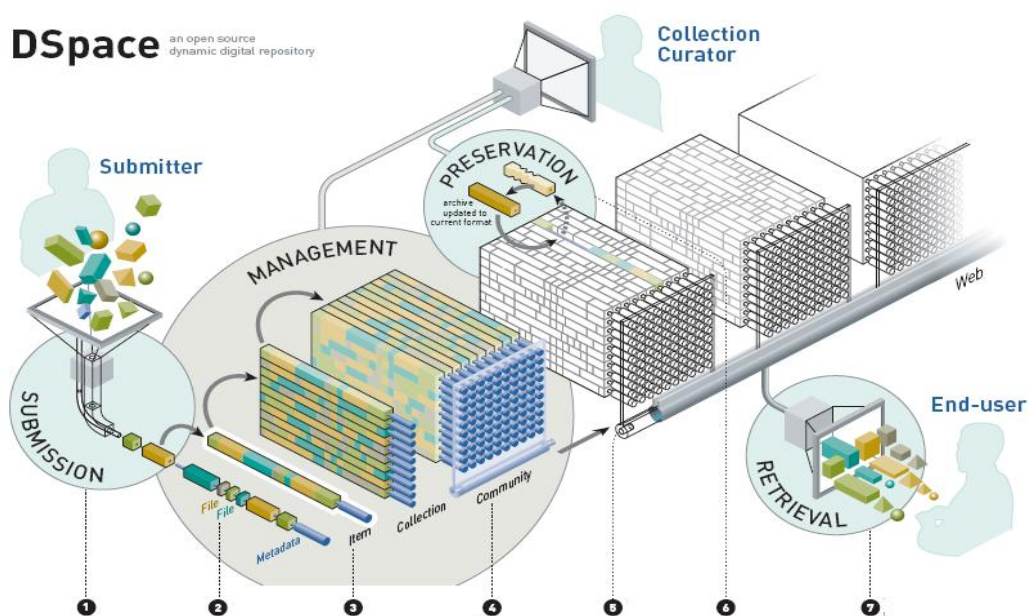 DSpace
an open source
dynamic digital repository
Collection
Curator
Submitter
PRESERVATION
archive
updated to
current format
MANAGEMENT
Web
SUBMISSION
End-user
RETRIEVAL
File
File
Metadata
Item
Collection
Community
1 2 3 4 5 6 7